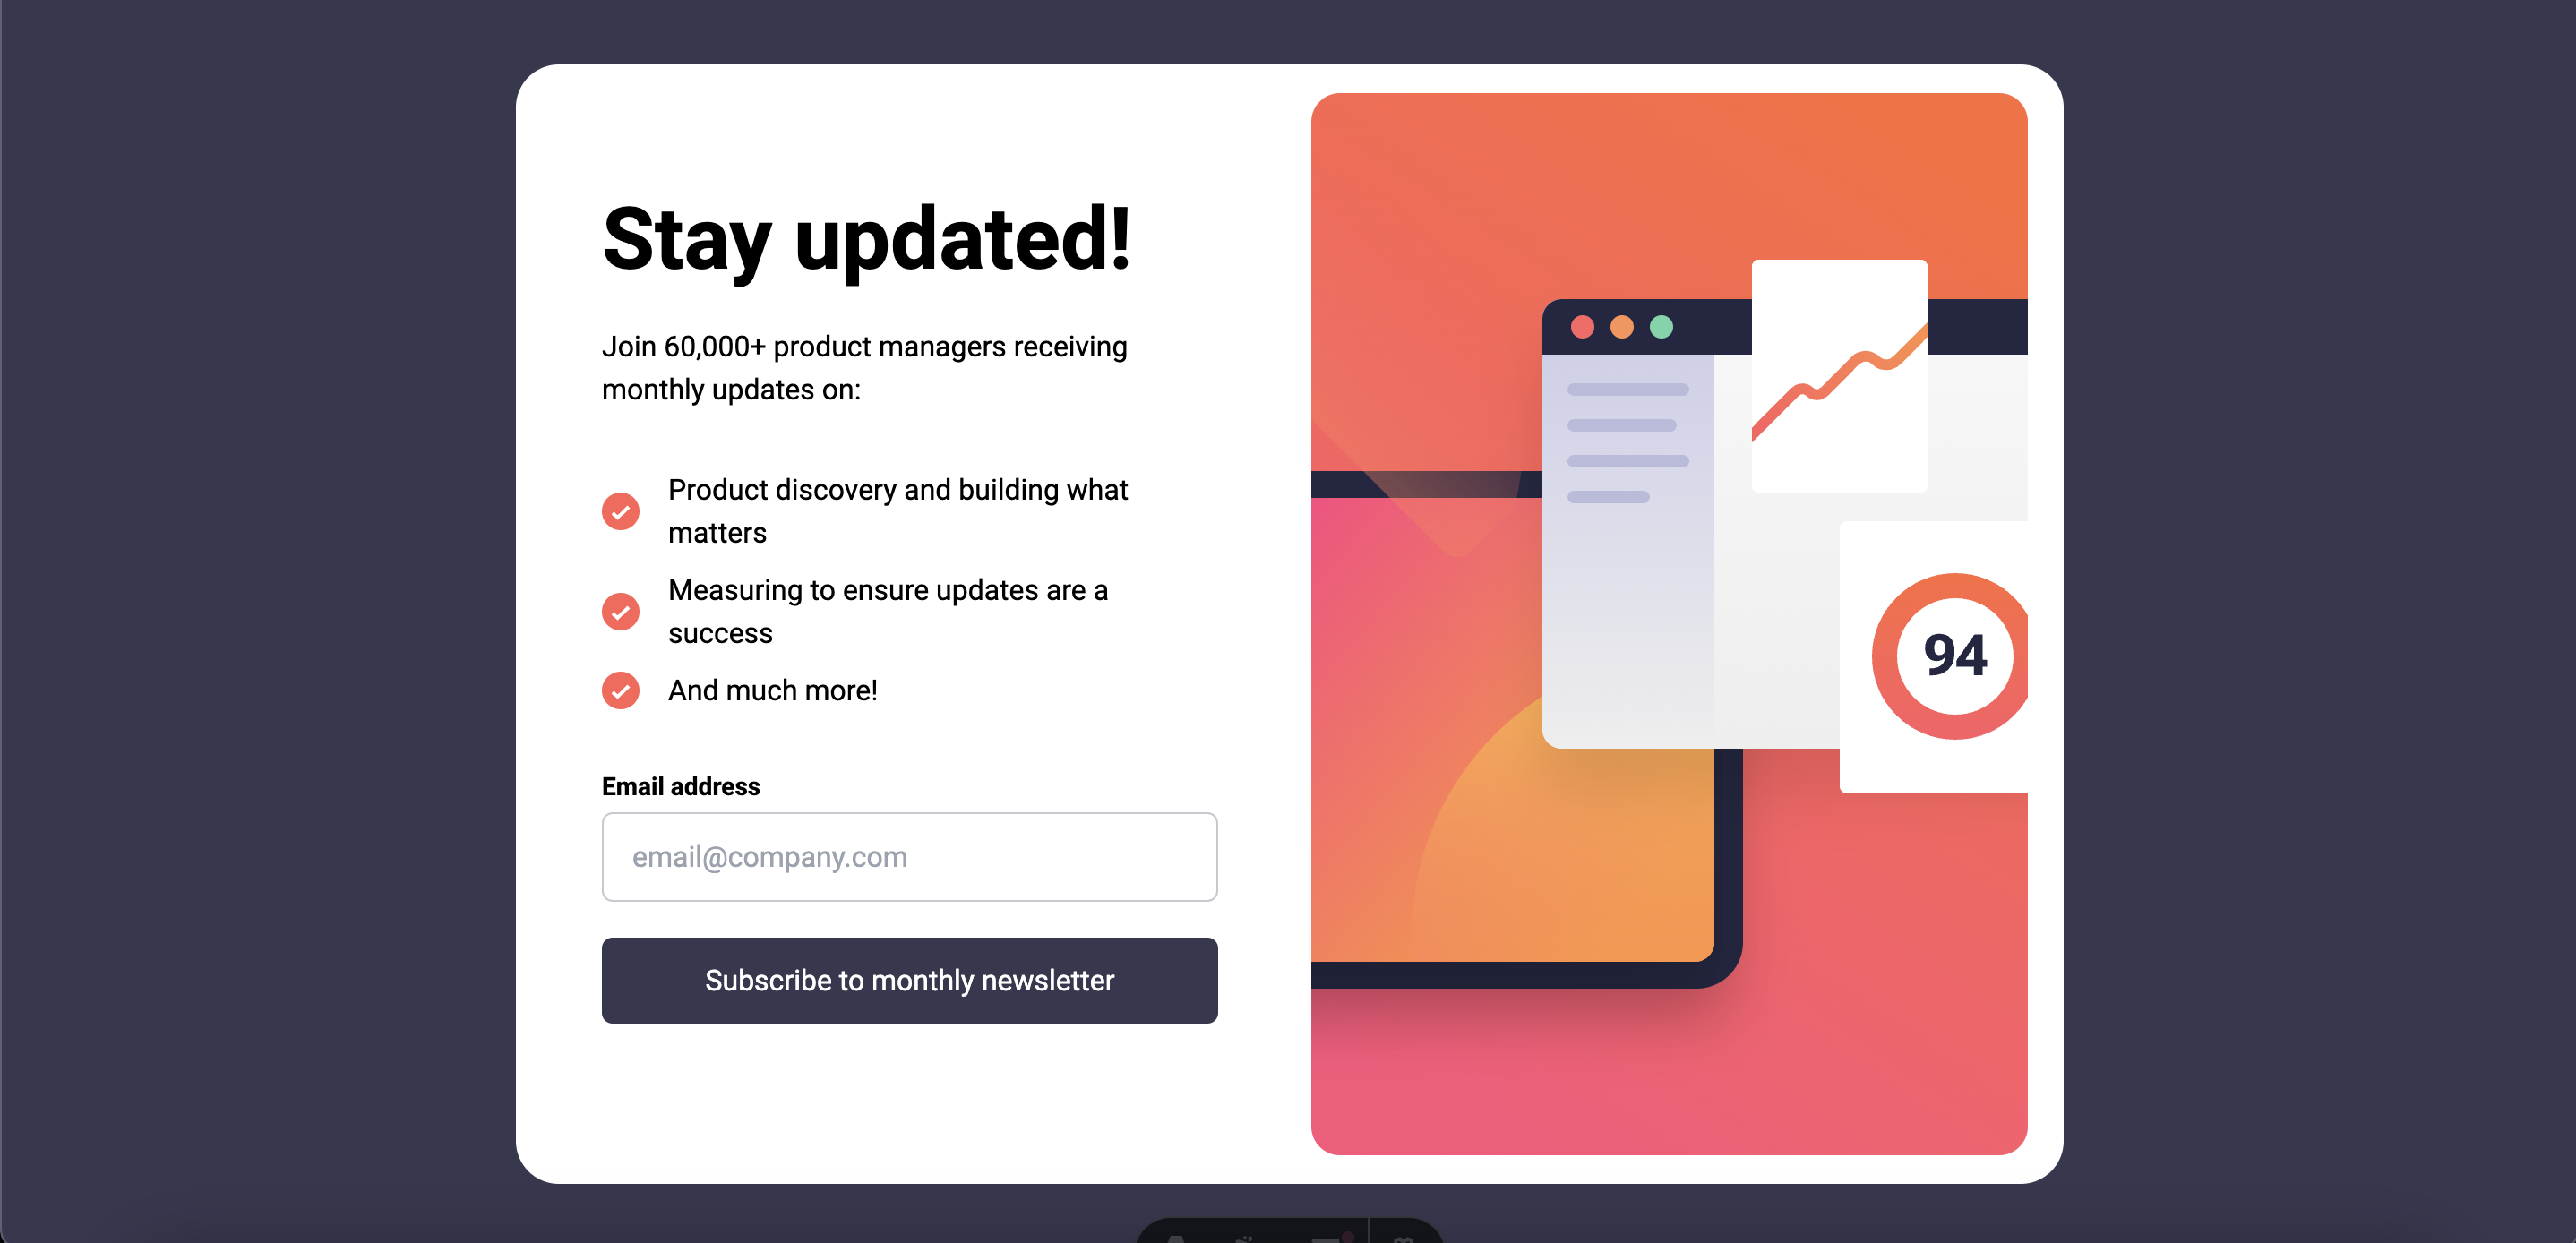 Stay updated!
Join 60,000+ product managers receiving
monthly updates on:
Product discovery and building what
matters
Measuring to ensure updates are a
success
And much more!
Email address
email@company.com
Subscribe to monthly newsletter
94